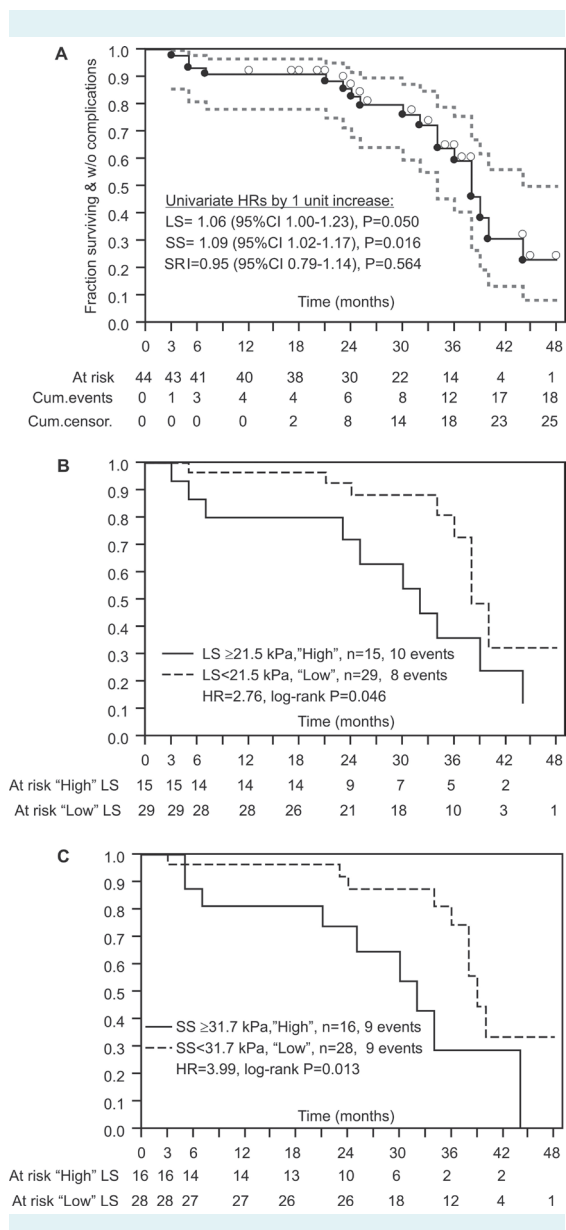 A
Fraction surviving & w/o complications
1.0
0.9
0.8
0.7
0.6
0.5
0.4
0.3
0.2
0.1
0.0
Univariate HRs by 1 unit increase:
LS= 1.06 (95%CI 1.00-1.23), P=0.050
SS= 1.09 (95%CI 1.02-1.17), P=0.016
SRI=0.95 (95%CI 0.79-1.14), P=0.564
Time (months)
0 3 6 12 18 24 30 36 42 48
At risk 44 43 41 40 38 30 22 14 4 1
Cum.events 0 1 3 4 4 6 8 12 17 18
Cum.censor. 0 0 0 0 2 8 14 18 23 25
B
1.0
0.9
0.8
0.7
0.6
0.5
0.4
0.3
0.2
0.1
0.0
LS ≥21.5 kPa,”High”, n=15, 10 events
LS<21.5 kPa, “Low”, n=29, 8 events
HR=2.76, log-rank P=0.046
Time (months)
0 3 6 12 18 24 30 36 42 48
At risk “High” LS 15 15 14 14 14 9 7 5 2
At risk “Low” LS 29 29 28 28 26 21 18 10 3 1
C
1.0
0.9
0.8
0.7
0.6
0.5
0.4
0.3
0.2
0.1
0.0
SS ≥31.7 kPa,”High”, n=16, 9 events
SS<31.7 kPa, “Low”, n=28, 9 events
HR=3.99, log-rank P=0.013
Time (months)
0 3 6 12 18 24 30 36 42 48
At risk “High” LS 16 16 14 14 13 10 6 2 2
At risk “Low” LS 28 28 27 27 26 26 18 12 4 1